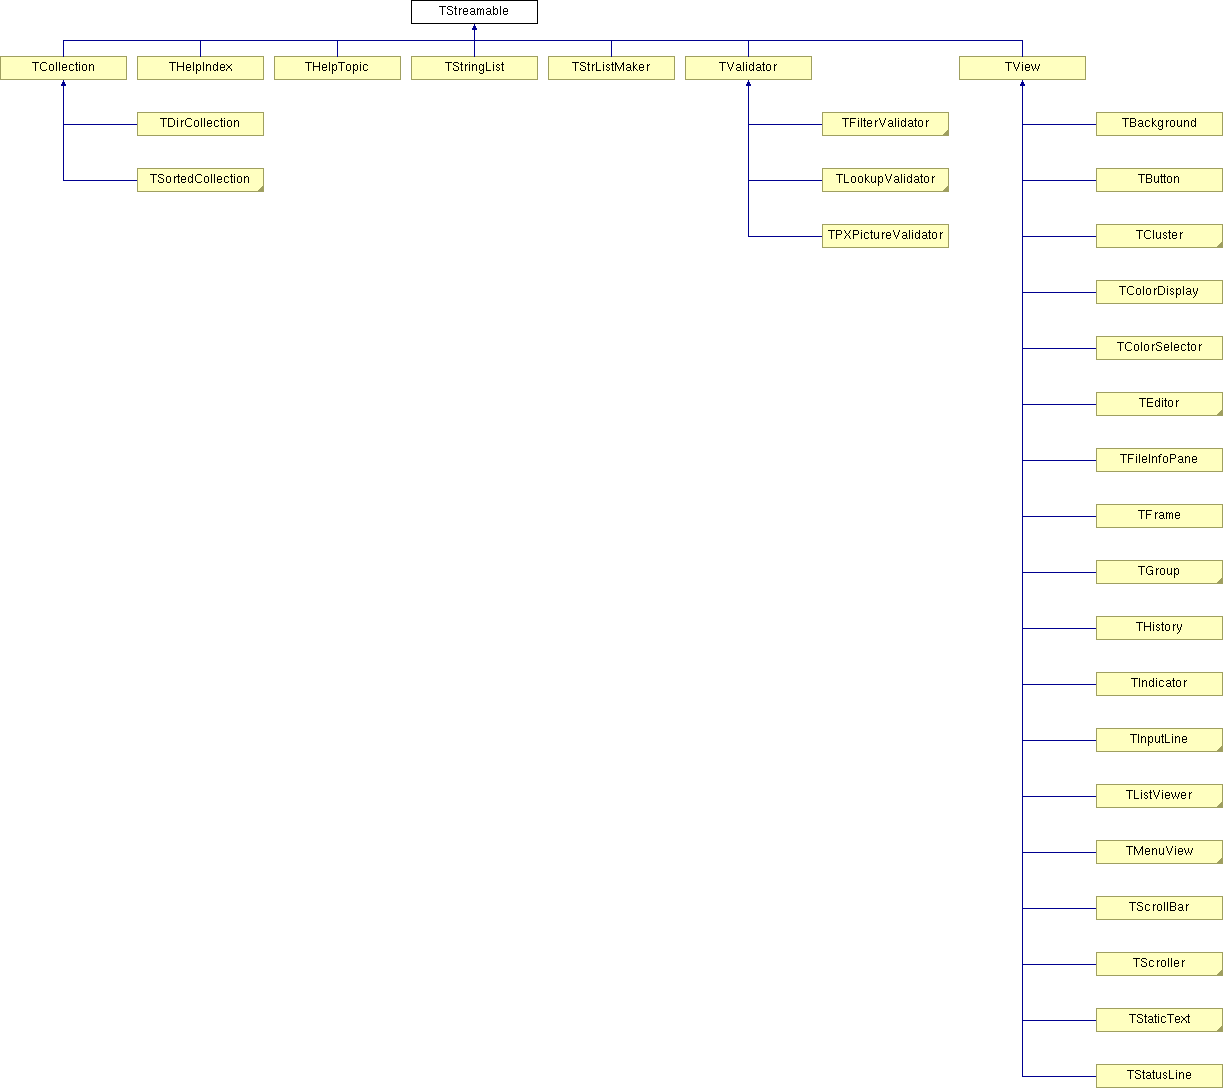 TStreamable
TCollection
THelpIndex
THelpTopic
TStringList
TStrListMaker
TValidator
TView
TDirCollection
TFilterValidator
TBackground
TSortedCollection
TLookupValidator
TButton
TPXPictureValidator
TCluster
TColorDisplay
TColorSelector
TEditor
TFileInfoPane
TFrame
TGroup
THistory
TIndicator
TInputLine
TListViewer
TMenuView
TScrollBar
TScroller
TStaticText
TStatusLine